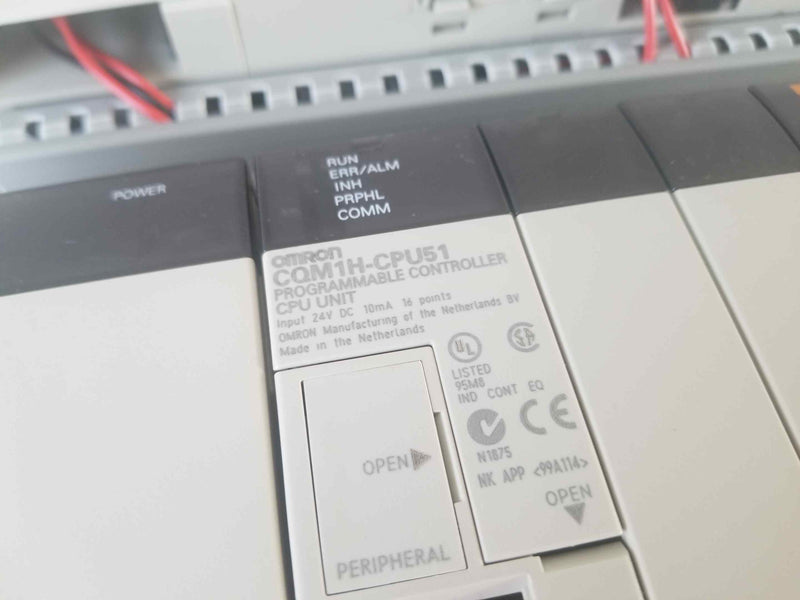 POWER
RUN
ERR/ALM
INH
PRPHL
COMM
OMRON
CQM1H-CPU51
PROGRAMMABLE CONTROLLER
CPU UNIT
Input 24V DC 10mA 16 points
OMRON Manufacturing of the Netherlands BV
Made in the Netherlands
UL
SA
LISTED
95M8
IND CONT EQ
CE
N1875
NK APP <99A114>
OPEN
OPEN
PERIPHERAL